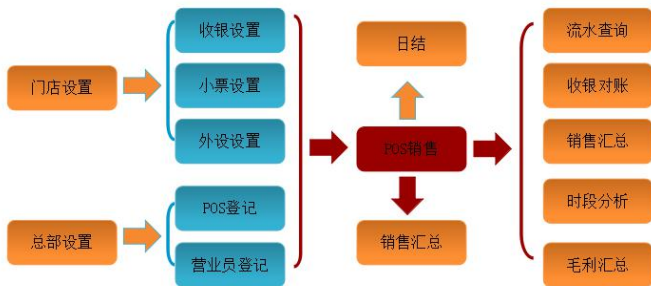 门店设置
收银设置
小票设置
外设设置
总部设置
POS登记
营业员登记
日结
POS销售
销售汇总
流水查询
收银对账
销售汇总
时段分析
毛利汇总